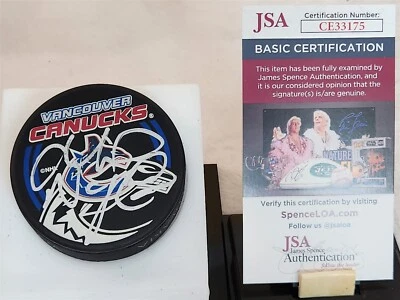 VANCOUVER
CANUCKS
©NHL
JSA
Certification Number:
CE33175
BASIC CERTIFICATION
This item has been fully examined by
James Spence Authentication, and
it is our considered opinion that the
signature(s) is/are genuine.
Verify this certification by visiting
SpenceLOA.com
JSA
James Spence
Authentication